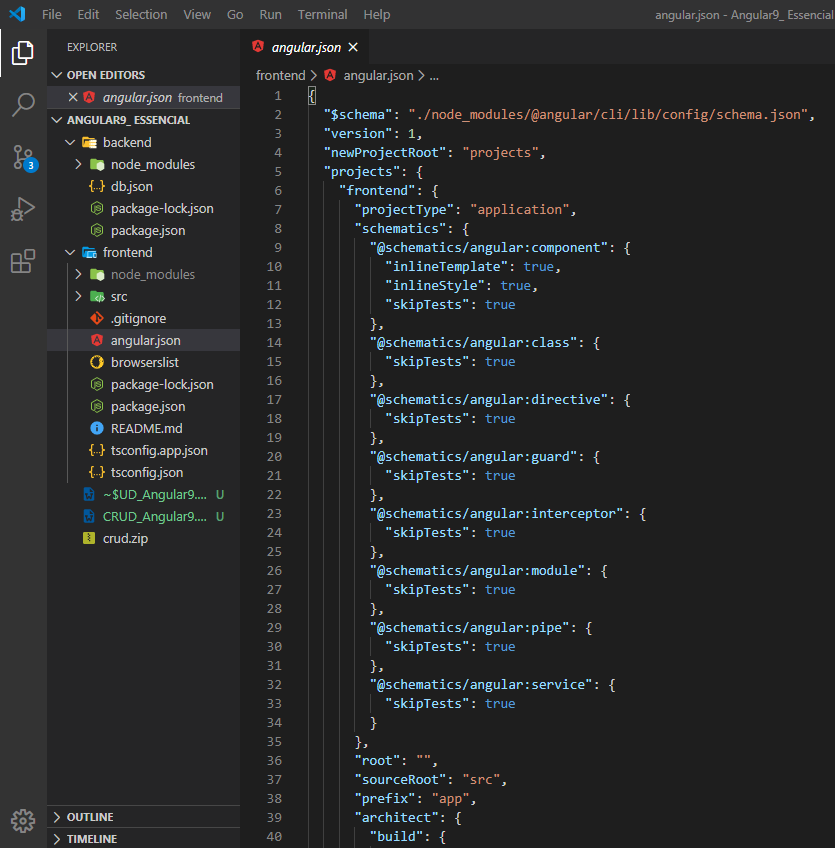 File Edit Selection View Go Run Terminal Help angular.json - Angular9_ Essencial
EXPLORER
OPEN EDITORS
angular.json frontend
ANGULAR9_ ESSENCIAL
backend
node_modules
db.json
package-lock.json
package.json
frontend
node_modules
src
.gitignore
angular.json
browserslist
package-lock.json
package.json
README.md
tsconfig.app.json
tsconfig.json
~$UD_Angular9.... U
CRUD_Angular9.... U
crud.zip
OUTLINE
TIMELINE
3
angular.json
frontend > angular.json > ...
1 {
2 "$schema": "./node_modules/@angular/cli/lib/config/schema.json",
3 "version": 1,
4 "newProjectRoot": "projects",
5 "projects": {
6 "frontend": {
7 "projectType": "application",
8 "schematics": {
9 "@schematics/angular:component": {
10 "inlineTemplate": true,
11 "inlineStyle": true,
12 "skipTests": true
13 },
14 "@schematics/angular:class": {
15 "skipTests": true
16 },
17 "@schematics/angular:directive": {
18 "skipTests": true
19 },
20 "@schematics/angular:guard": {
21 "skipTests": true
22 },
23 "@schematics/angular:interceptor": {
24 "skipTests": true
25 },
26 "@schematics/angular:module": {
27 "skipTests": true
28 },
29 "@schematics/angular:pipe": {
30 "skipTests": true
31 },
32 "@schematics/angular:service": {
33 "skipTests": true
34 }
35 },
36 "root": "",
37 "sourceRoot": "src",
38 "prefix": "app",
39 "architect": {
40 "build": {